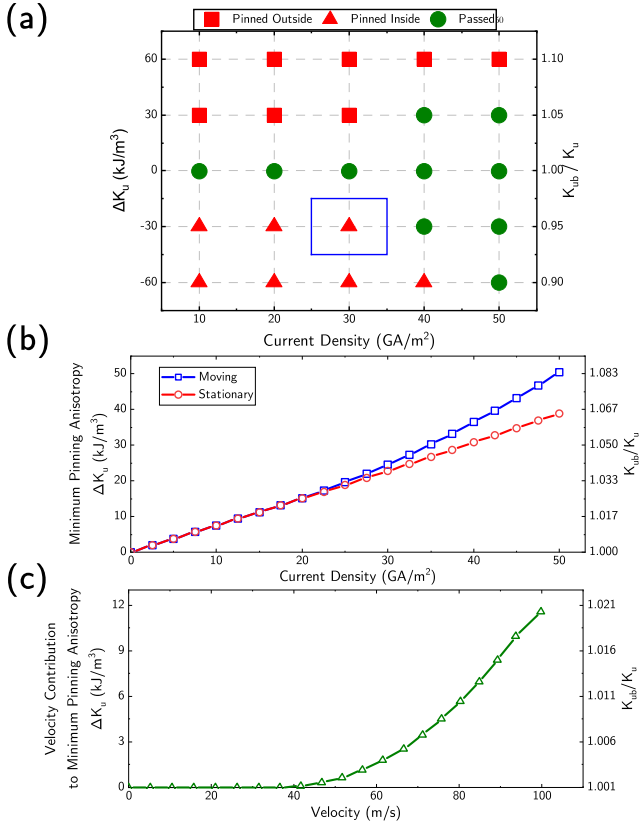 (a)
Pinned Outside Pinned Inside Passed
60 1.10
30 1.05
0 1.00
-30 0.95
-60 0.90
ΔKu (kJ/m³)
Kub / Ku
10 20 30 40 50
Current Density (GA/m²)
(b)
Moving
Stationary
50 1.083
40 1.067
30 1.050
20 1.033
10 1.017
0 1.000
Minimum Pinning Anisotropy
ΔKu (kJ/m³)
Kub/Ku
0 10 20 30 40 50
Current Density (GA/m²)
(c)
12 1.021
9 1.016
6 1.011
3 1.006
0 1.001
Velocity Contribution
to Minimum Pinning Anisotropy
ΔKu (kJ/m³)
Kub/Ku
0 20 40 60 80 100
Velocity (m/s)